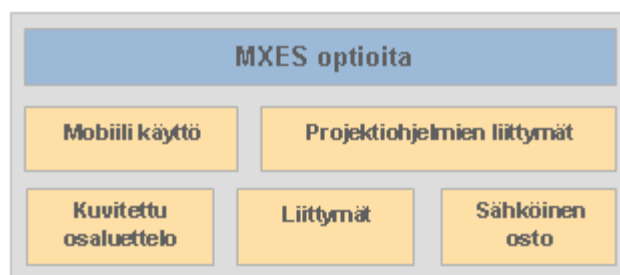 MXES optioita
Mobiili käyttö
Projektiohjelmien liittymät
Kuvitettu
osaluettelo
Liittymät
Sähköinen
osto